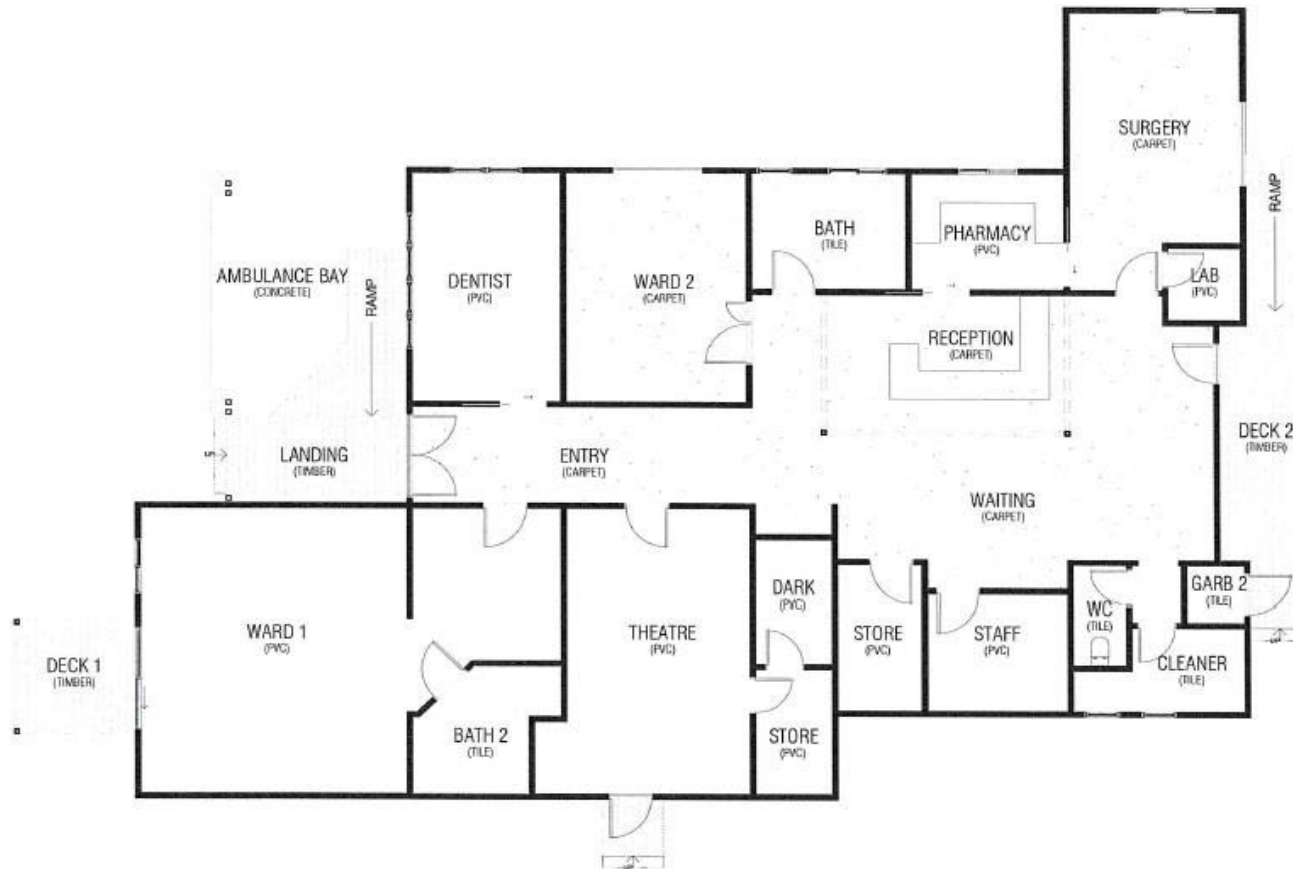 SURGERY
(CARPET)
RAMP
BATH
(TILE)
PHARMACY
(PVC)
LAB
(PVC)
AMBULANCE BAY
(CONCRETE)
RAMP
DENTIST
(PVC)
WARD 2
(CARPET)
RECEPTION
(CARPET)
LANDING
(TIMBER)
ENTRY
(CARPET)
DECK 2
(TIMBER)
WAITING
(CARPET)
DARK
(PVC)
GARB 2
(TILE)
WC
(TILE)
WARD 1
(PVC)
THEATRE
(PVC)
STORE
(PVC)
STAFF
(PVC)
DECK 1
(TIMBER)
CLEANER
(TILE)
BATH 2
(TILE)
STORE
(PVC)